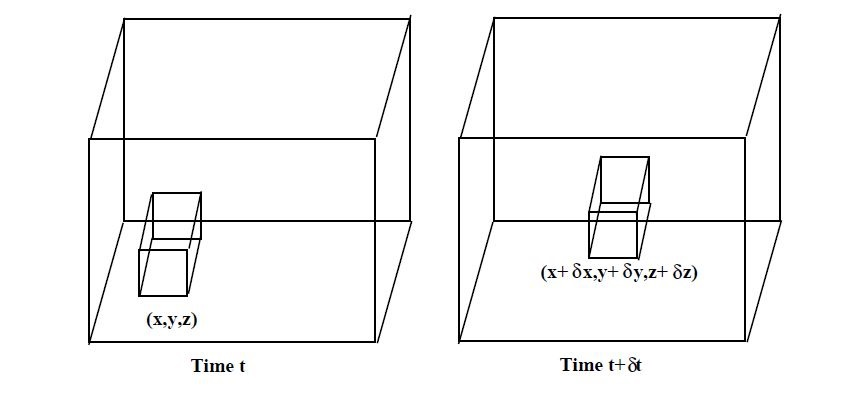 (x,y,z)
(x+ δx,y+ δy,z+ δz)
Time t
Time t+δt